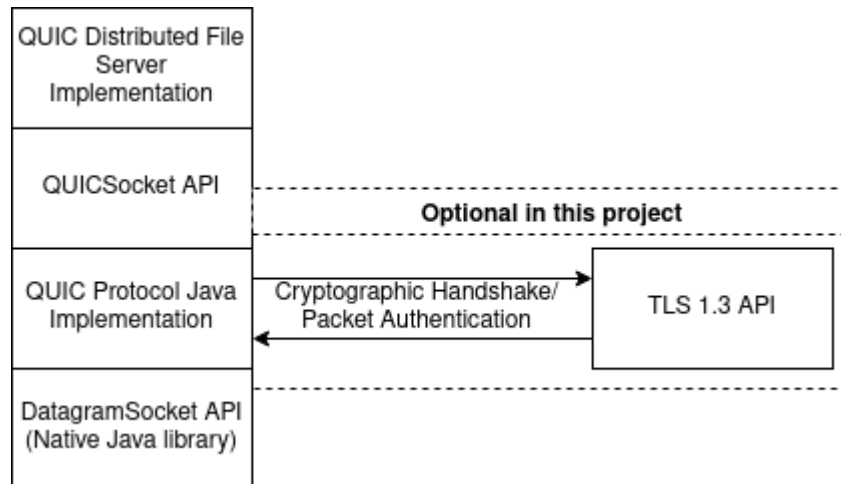 QUIC Distributed File
Server
Implementation
QUICSocket API
Optional in this project
QUIC Protocol Java
Implementation
Cryptographic Handshake/
Packet Authentication
TLS 1.3 API
DatagramSocket API
(Native Java library)